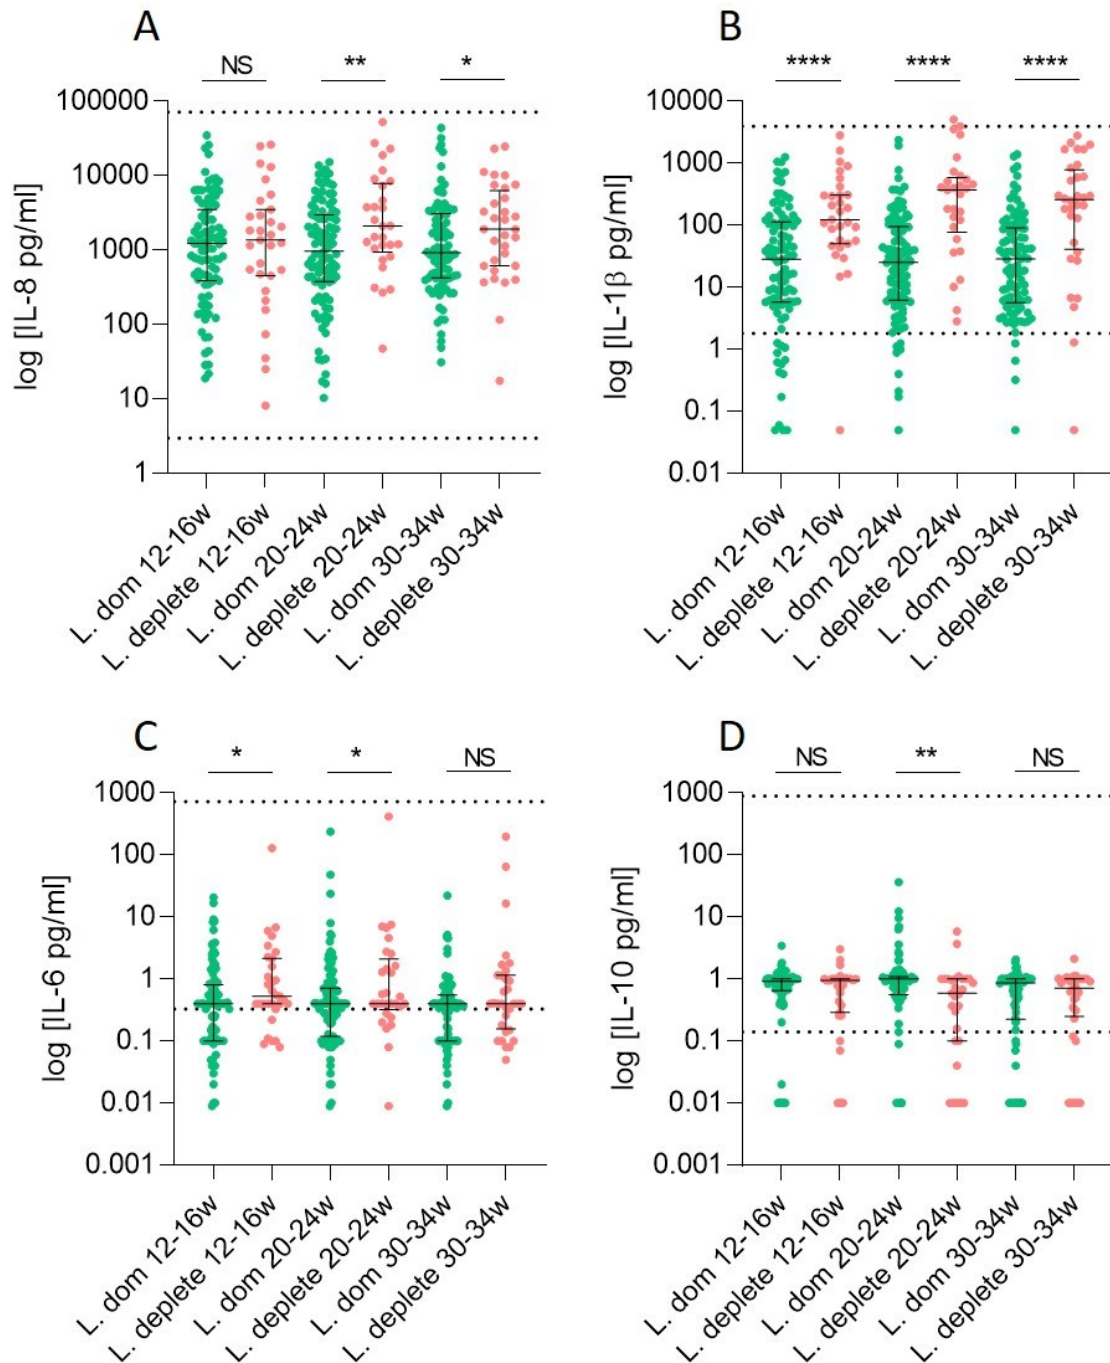 A
NS ** *
log [IL-8 pg/ml]
100000
10000
1000
100
10
1
L. dom 12-16w
L. deplete 12-16w
L. dom 20-24w
L. deplete 20-24w
L. dom 30-34w
L. deplete 30-34w
B
**** **** ****
log [IL-1β pg/ml]
10000
1000
100
10
1
0.1
0.01
L. dom 12-16w
L. deplete 12-16w
L. dom 20-24w
L. deplete 20-24w
L. dom 30-34w
L. deplete 30-34w
C
* * NS
log [IL-6 pg/ml]
1000
100
10
1
0.1
0.01
0.001
L. dom 12-16w
L. deplete 12-16w
L. dom 20-24w
L. deplete 20-24w
L. dom 30-34w
L. deplete 30-34w
D
NS ** NS
log [IL-10 pg/ml]
1000
100
10
1
0.1
0.01
0.001
L. dom 12-16w
L. deplete 12-16w
L. dom 20-24w
L. deplete 20-24w
L. dom 30-34w
L. deplete 30-34w